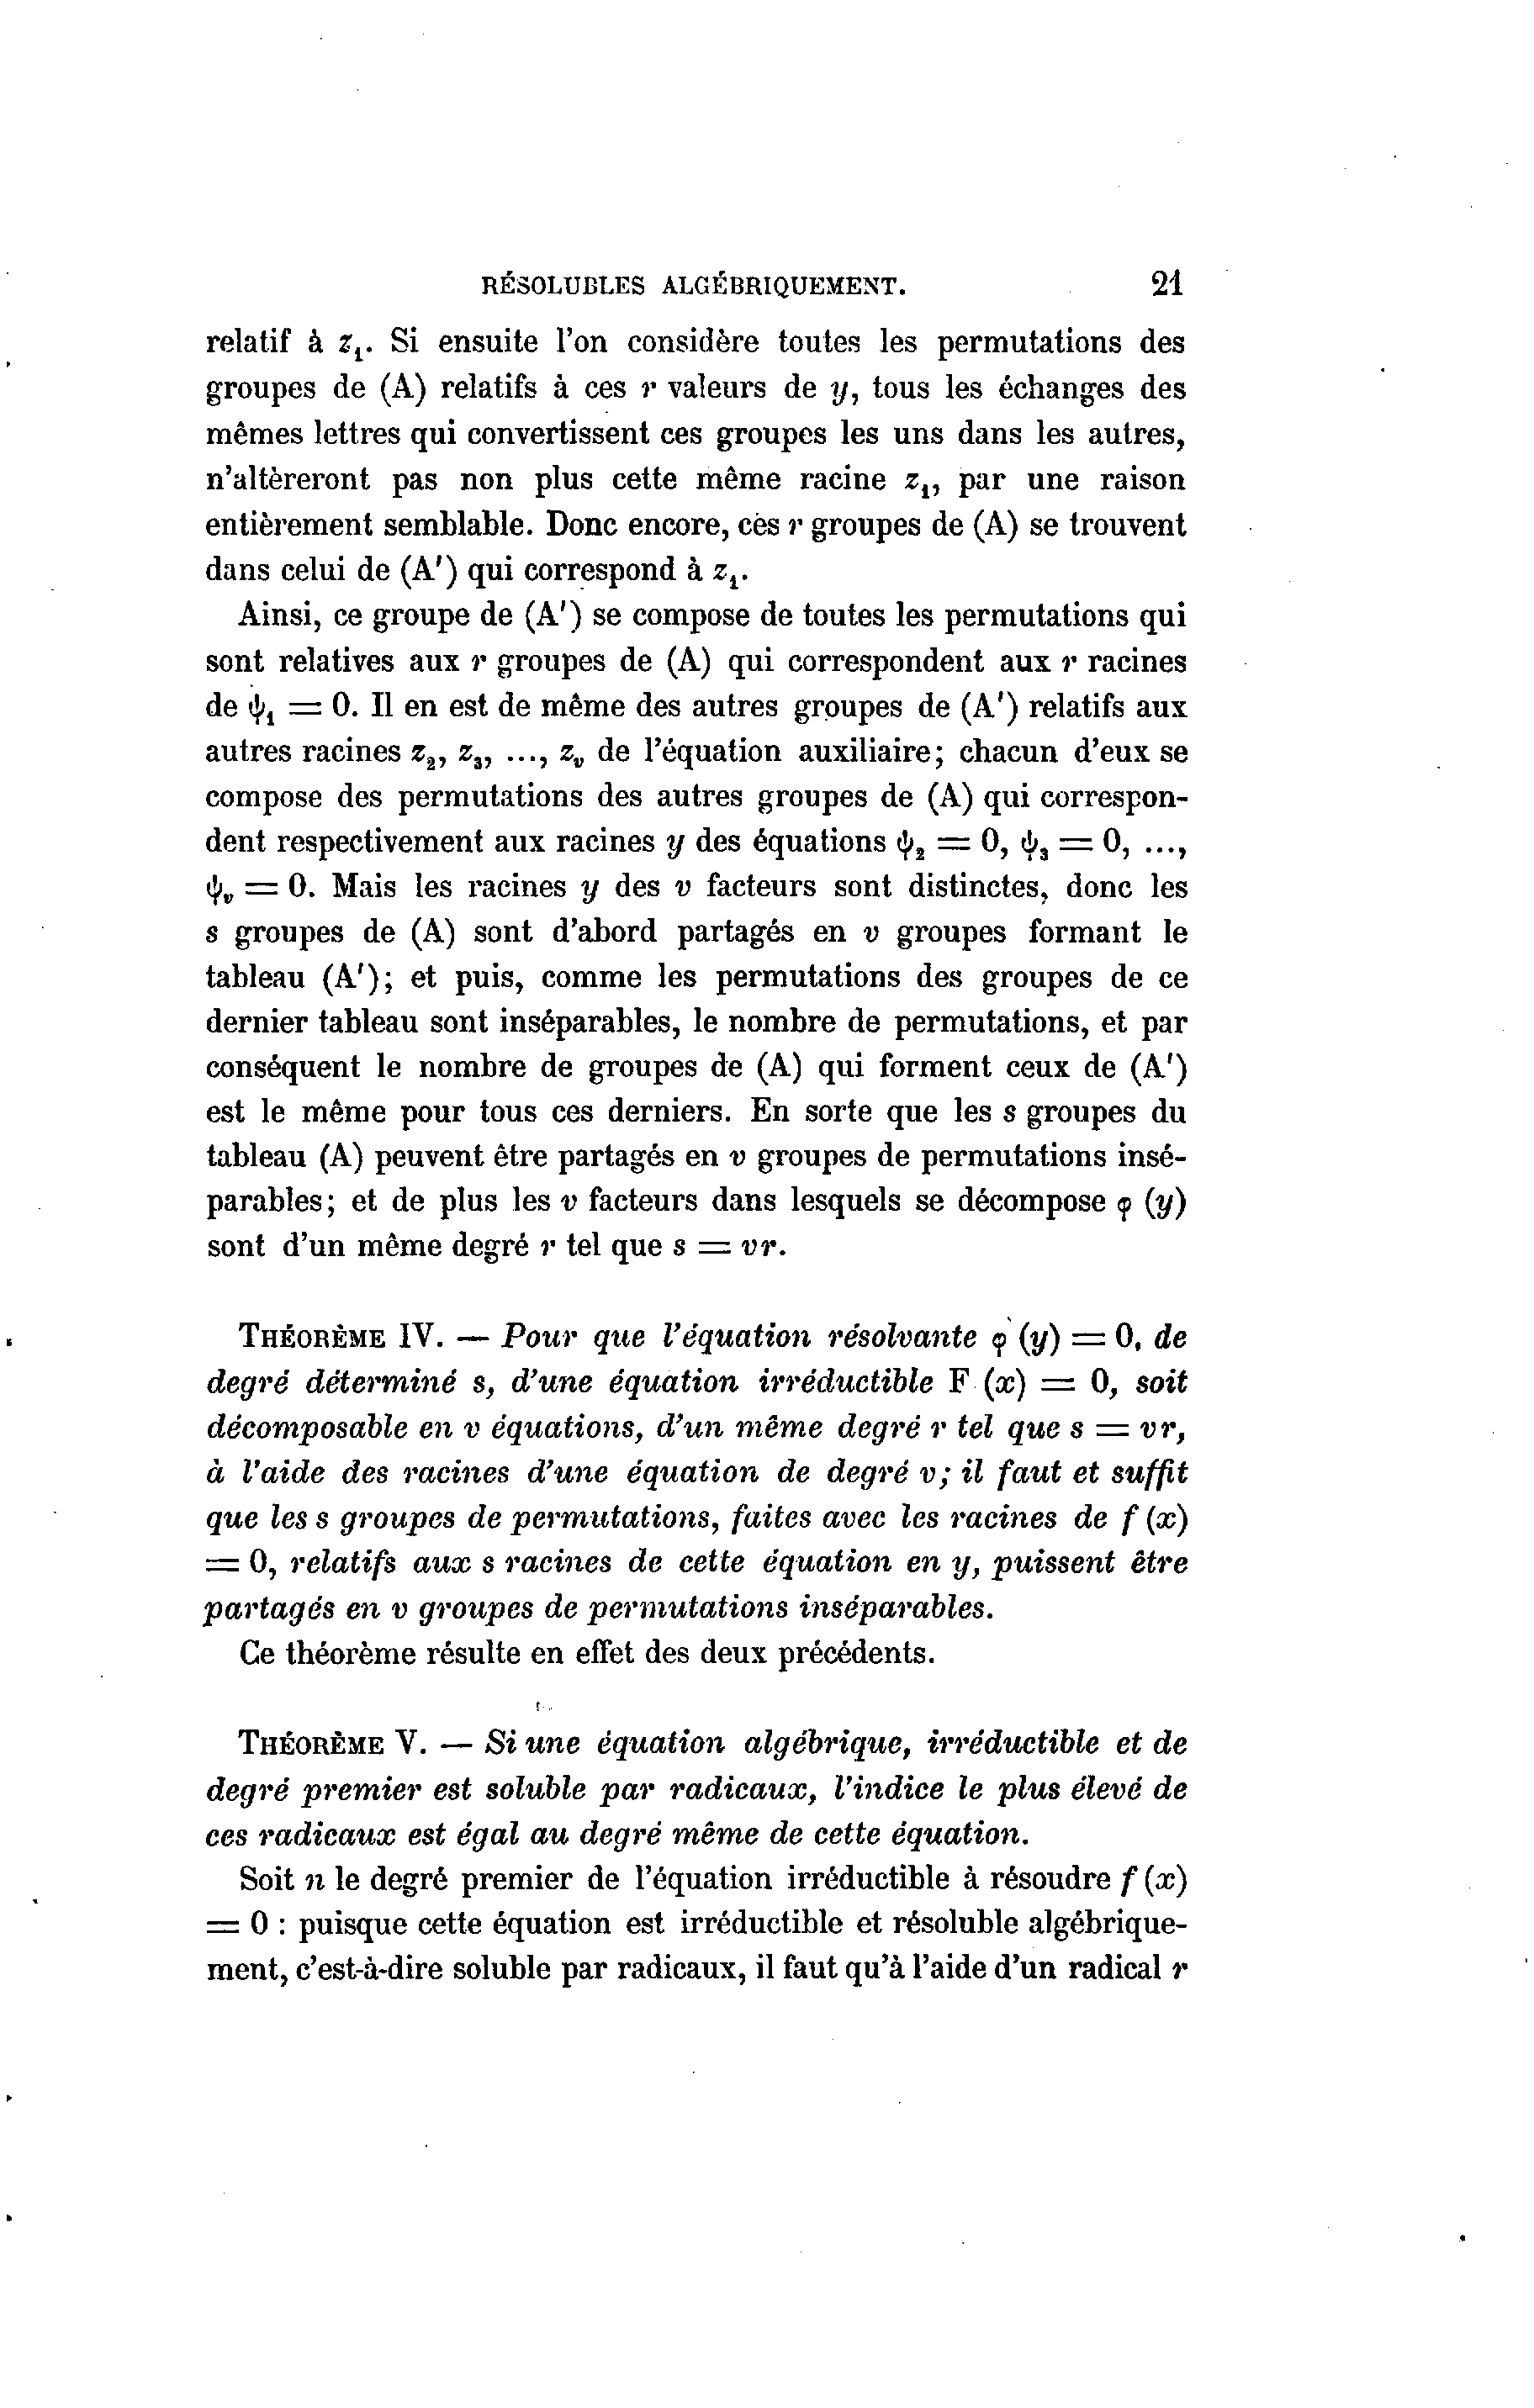 RÉSOLUBLES ALGÉBRIQUEMENT. 21
relatif à z₁. Si ensuite l'on considère toutes les permutations des
groupes de (A) relatifs à ces r valeurs de y, tous les échanges des
mêmes lettres qui convertissent ces groupes les uns dans les autres,
n'altèreront pas non plus cette même racine z₁, par une raison
entièrement semblable. Donc encore, cès r groupes de (A) se trouvent
dans celui de (A') qui correspond à z₁.
Ainsi, ce groupe de (A') se compose de toutes les permutations qui
sont relatives aux r groupes de (A) qui correspondent aux r racines
de ψ₁ = 0. Il en est de même des autres groupes de (A') relatifs aux
autres racines z₂, z₃, ..., zᵥ de l'équation auxiliaire; chacun d'eux se
compose des permutations des autres groupes de (A) qui correspon-
dent respectivement aux racines y des équations ψ₂ = 0, ψ₃ = 0, ...,
ψᵥ = 0. Mais les racines y des v facteurs sont distinctes, donc les
s groupes de (A) sont d'abord partagés en v groupes formant le
tableau (A'); et puis, comme les permutations des groupes de ce
dernier tableau sont inséparables, le nombre de permutations, et par
conséquent le nombre de groupes de (A) qui forment ceux de (A')
est le même pour tous ces derniers. En sorte que les s groupes du
tableau (A) peuvent être partagés en v groupes de permutations insé-
parables; et de plus les v facteurs dans lesquels se décompose φ (y)
sont d'un même degré r tel que s = vr.
THÉORÈME IV. — Pour que l'équation résolvante φ (y) = 0, de
degré déterminé s, d'une équation irréductible F (x) = 0, soit
décomposable en v équations, d'un même degré r tel que s = vr,
à l'aide des racines d'une équation de degré v; il faut et suffit
que les s groupes de permutations, faites avec les racines de f (x)
= 0, relatifs aux s racines de cette équation en y, puissent être
partagés en v groupes de permutations inséparables.
Ce théorème résulte en effet des deux précédents.
THÉORÈME V. — Si une équation algébrique, irréductible et de
degré premier est soluble par radicaux, l'indice le plus élevé de
ces radicaux est égal au degré même de cette équation.
Soit n le degré premier de l'équation irréductible à résoudre f (x)
= 0 : puisque cette équation est irréductible et résoluble algébrique-
ment, c'est-à-dire soluble par radicaux, il faut qu'à l'aide d'un radical r